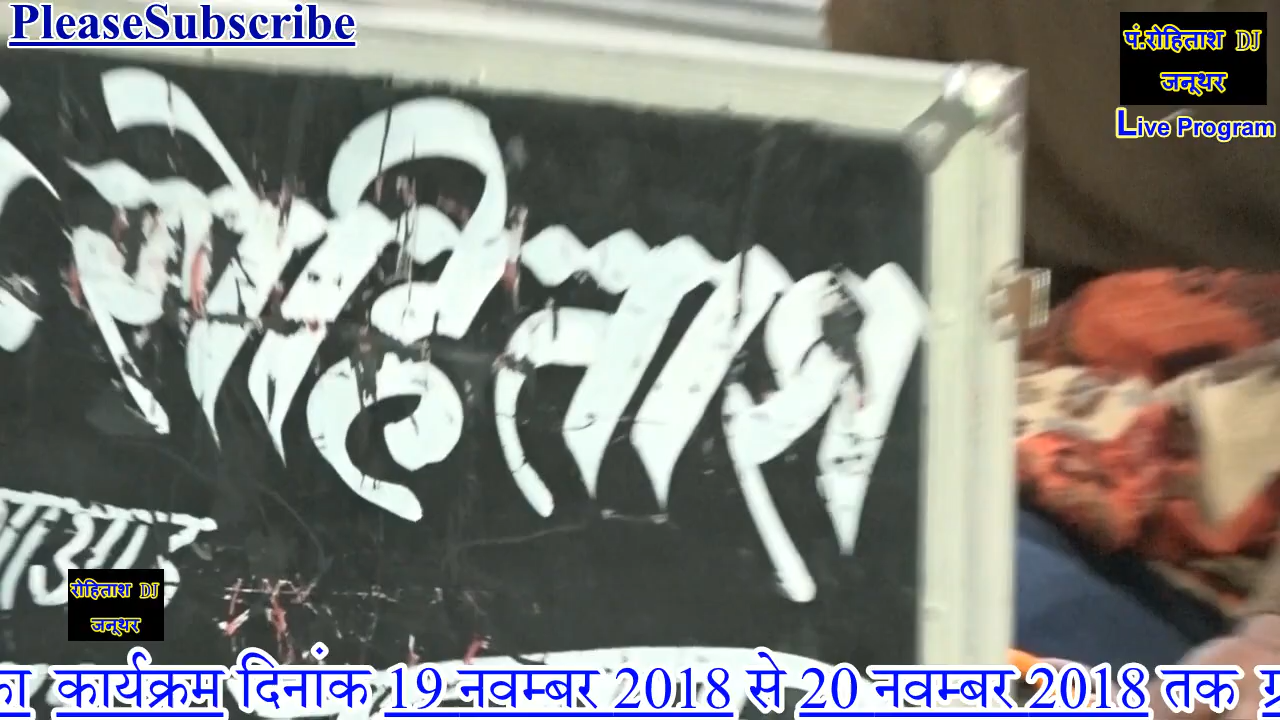 PleaseSubscribe
पं.रोहिताश DJ
जन्थर
Live Program
रोहिताश
रोहिताश DJ
जन्थर
का कार्यक्रम दिनांक 19 नवम्बर 2018 से 20 नवम्बर 2018 तक